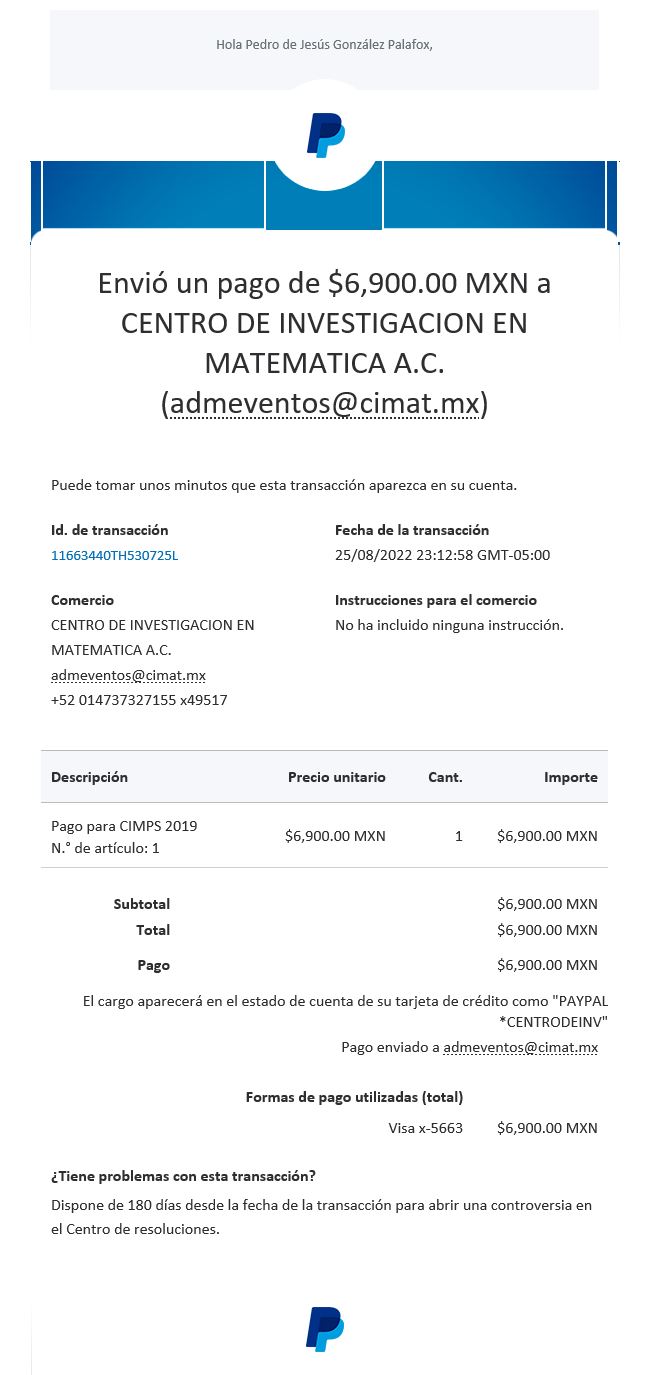 Hola Pedro de Jesús González Palafox,
Envió un pago de $6,900.00 MXN a
CENTRO DE INVESTIGACION EN
MATEMATICA A.C.
(admeventos@cimat.mx)
Puede tomar unos minutos que esta transacción aparezca en su cuenta.
Id. de transacción
11663440TH530725L
Fecha de la transacción
25/08/2022 23:12:58 GMT-05:00
Comercio
CENTRO DE INVESTIGACION EN
MATEMATICA A.C.
admeventos@cimat.mx
+52 014737327155 x49517
Instrucciones para el comercio
No ha incluido ninguna instrucción.
Descripción Precio unitario Cant. Importe
Pago para CIMPS 2019
N.° de artículo: 1
$6,900.00 MXN 1 $6,900.00 MXN
Subtotal $6,900.00 MXN
Total $6,900.00 MXN
Pago $6,900.00 MXN
El cargo aparecerá en el estado de cuenta de su tarjeta de crédito como "PAYPAL
*CENTRODEINV"
Pago enviado a admeventos@cimat.mx
Formas de pago utilizadas (total)
Visa x-5663 $6,900.00 MXN
¿Tiene problemas con esta transacción?
Dispone de 180 días desde la fecha de la transacción para abrir una controversia en
el Centro de resoluciones.